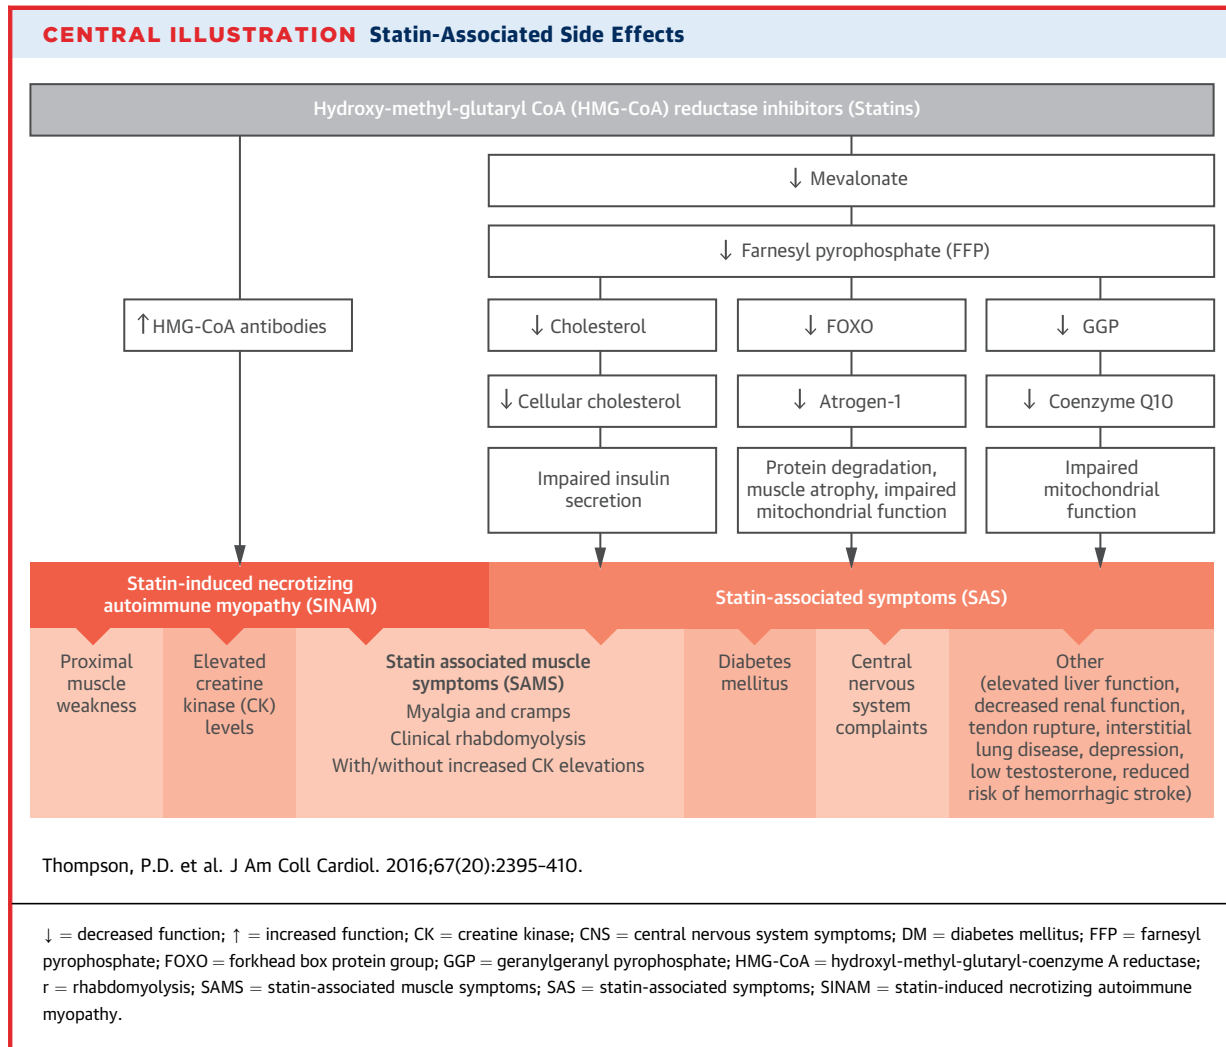 CENTRAL ILLUSTRATION Statin-Associated Side Effects
Hydroxy-methyl-glutaryl CoA (HMG-CoA) reductase inhibitors (Statins)
↓ Mevalonate
↓ Farnesyl pyrophosphate (FFP)
↑ HMG-CoA antibodies
↓ Cholesterol
↓ FOXO
↓ GGP
↓ Cellular cholesterol
↓ Atrogen-1
↓ Coenzyme Q10
Impaired insulin
secretion
Protein degradation,
muscle atrophy, impaired
mitochondrial function
Impaired
mitochondrial
function
Statin-induced necrotizing
autoimmune myopathy (SINAM)
Statin-associated symptoms (SAS)
Proximal
muscle
weakness
Elevated
creatine
kinase (CK)
levels
Statin associated muscle
symptoms (SAMS)
Myalgia and cramps
Clinical rhabdomyolysis
With/without increased CK elevations
Diabetes
mellitus
Central
nervous
system
complaints
Other
(elevated liver function,
decreased renal function,
tendon rupture, interstitial
lung disease, depression,
low testosterone, reduced
risk of hemorrhagic stroke)
Thompson, P.D. et al. J Am Coll Cardiol. 2016;67(20):2395–410.
↓ = decreased function; ↑ = increased function; CK = creatine kinase; CNS = central nervous system symptoms; DM = diabetes mellitus; FFP = farnesyl
pyrophosphate; FOXO = forkhead box protein group; GGP = geranylgeranyl pyrophosphate; HMG-CoA = hydroxyl-methyl-glutaryl-coenzyme A reductase;
r = rhabdomyolysis; SAMS = statin-associated muscle symptoms; SAS = statin-associated symptoms; SINAM = statin-induced necrotizing autoimmune
myopathy.